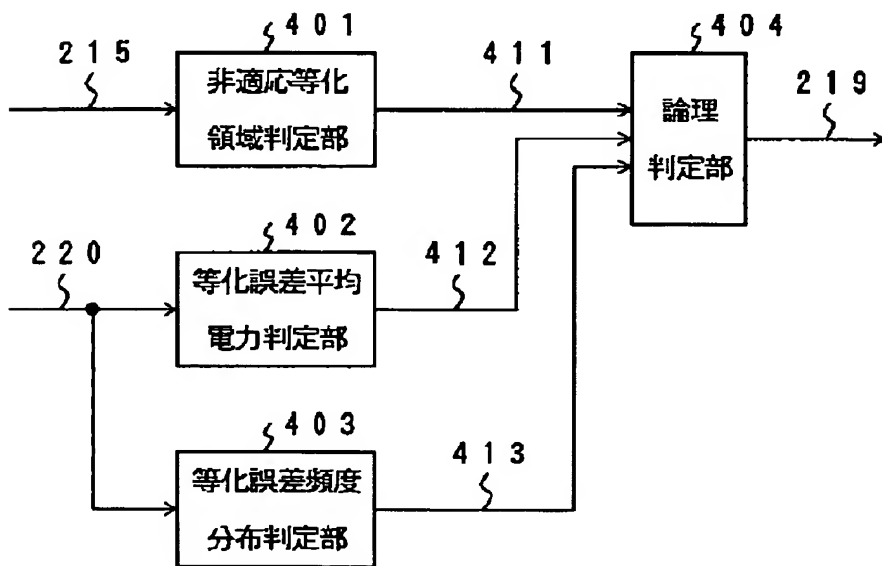 401
404
215
411
219
非適応等化
領域判定部
論理
判定部
402
220
412
等化誤差平均
電力判定部
403
413
等化誤差頻度
分布判定部